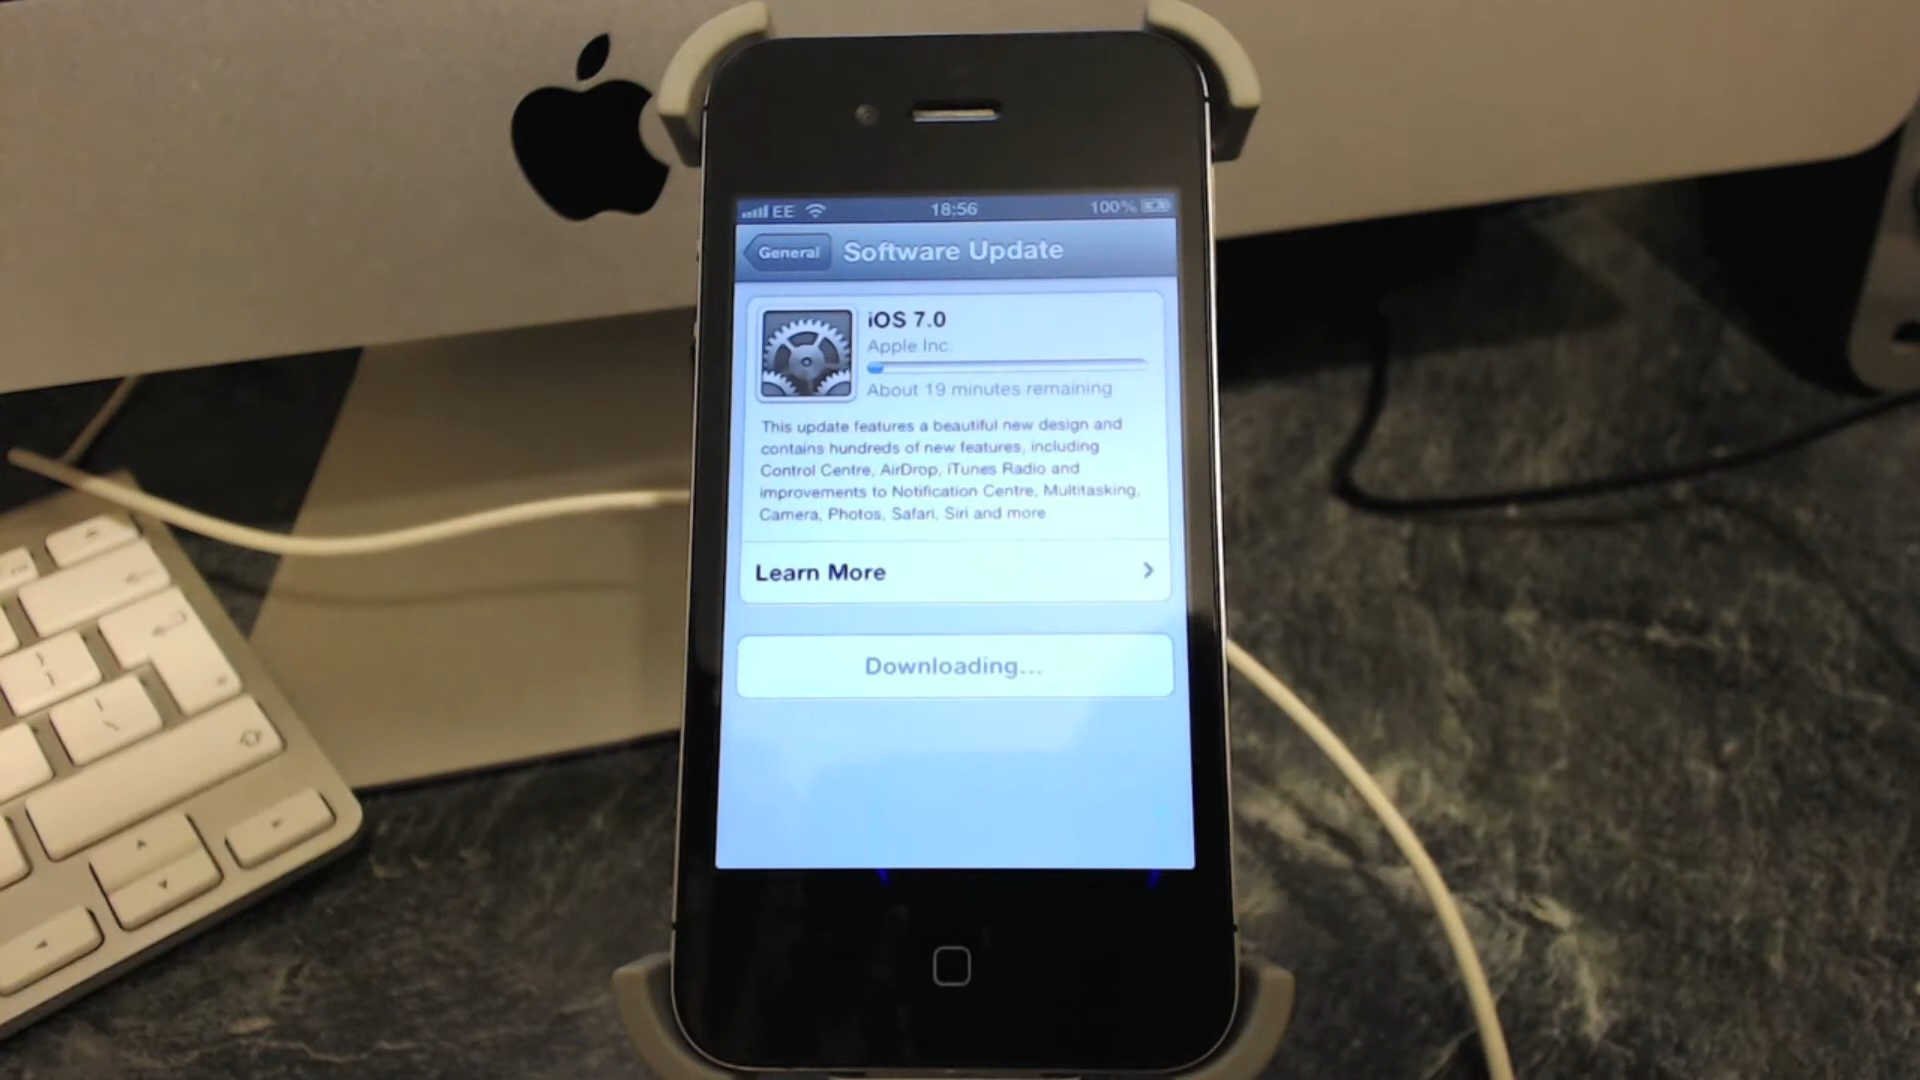 EE 18:56 100%
General Software Update
iOS 7.0
Apple Inc.
About 19 minutes remaining
This update features a beautiful new design and
contains hundreds of new features, including
Control Centre, AirDrop, iTunes Radio and
improvements to Notification Centre, Multitasking,
Camera, Photos, Safari, Siri and more
Learn More
Downloading...